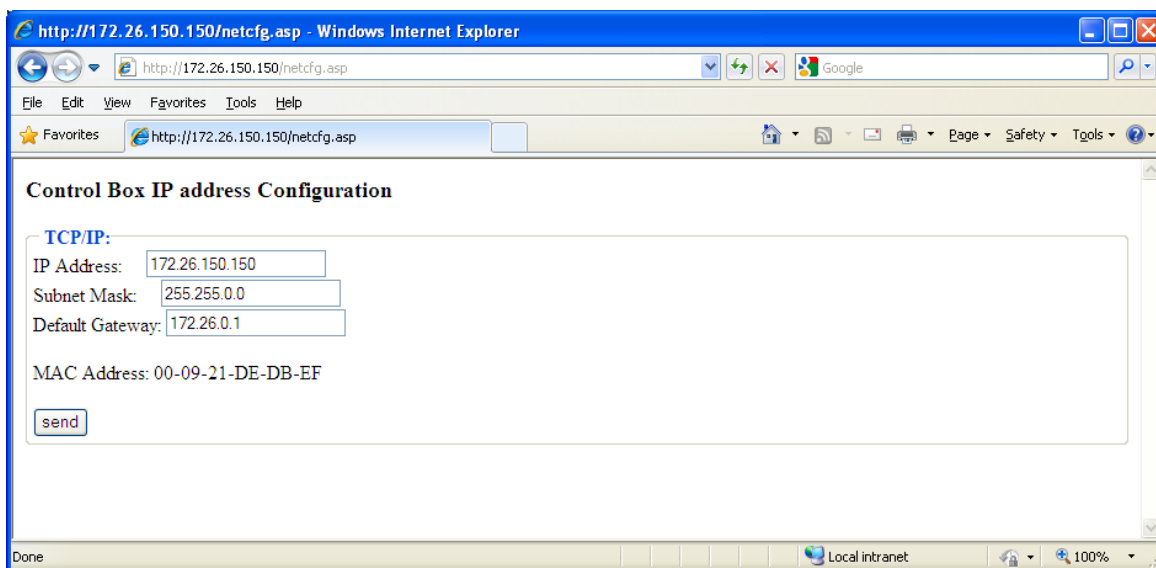 http://172.26.150.150/netcfg.asp - Windows Internet Explorer
http://172.26.150.150/netcfg.asp Google
File Edit View Favorites Tools Help
Favorites http://172.26.150.150/netcfg.asp Page Safety Tools
Control Box IP address Configuration
TCP/IP:
IP Address: 172.26.150.150
Subnet Mask: 255.255.0.0
Default Gateway: 172.26.0.1
MAC Address: 00-09-21-DE-DB-EF
send
Done Local intranet 100%